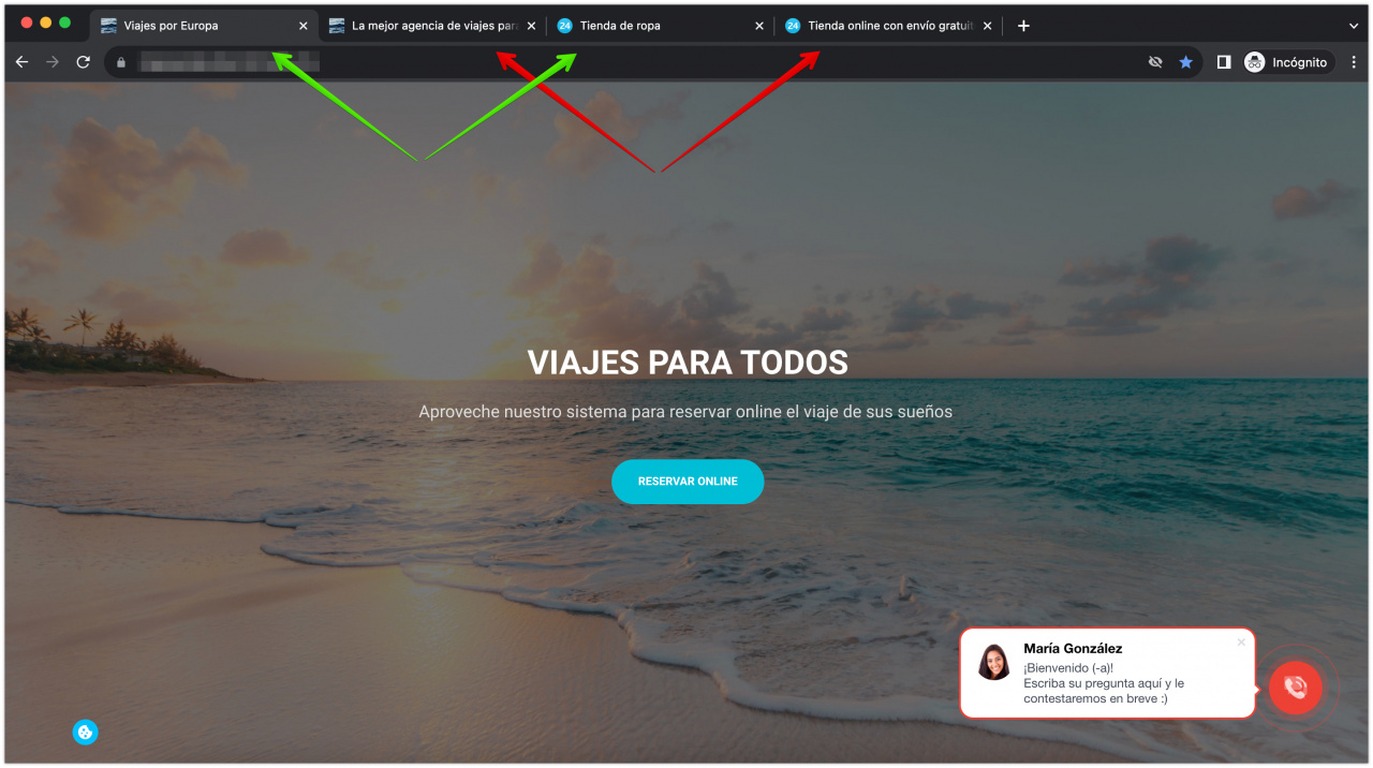 Viajes por Europa
La mejor agencia de viajes par
24 Tienda de ropa
24 Tienda online con envío gratuit
Incógnito
VIAJES PARA TODOS
Aproveche nuestro sistema para reservar online el viaje de sus sueños
RESERVAR ONLINE
María González
¡Bienvenido (-a)!
Escriba su pregunta aquí y le
contestaremos en breve :)